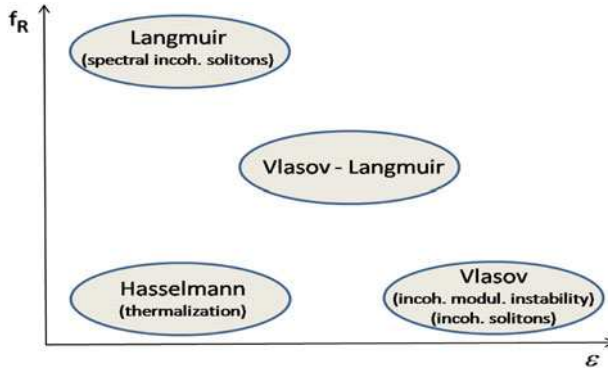 f_R
Langmuir
(spectral incoh. solitons)
Vlasov - Langmuir
Hasselmann
(thermalization)
Vlasov
(incoh. modul. instability)
(incoh. solitons)
ε